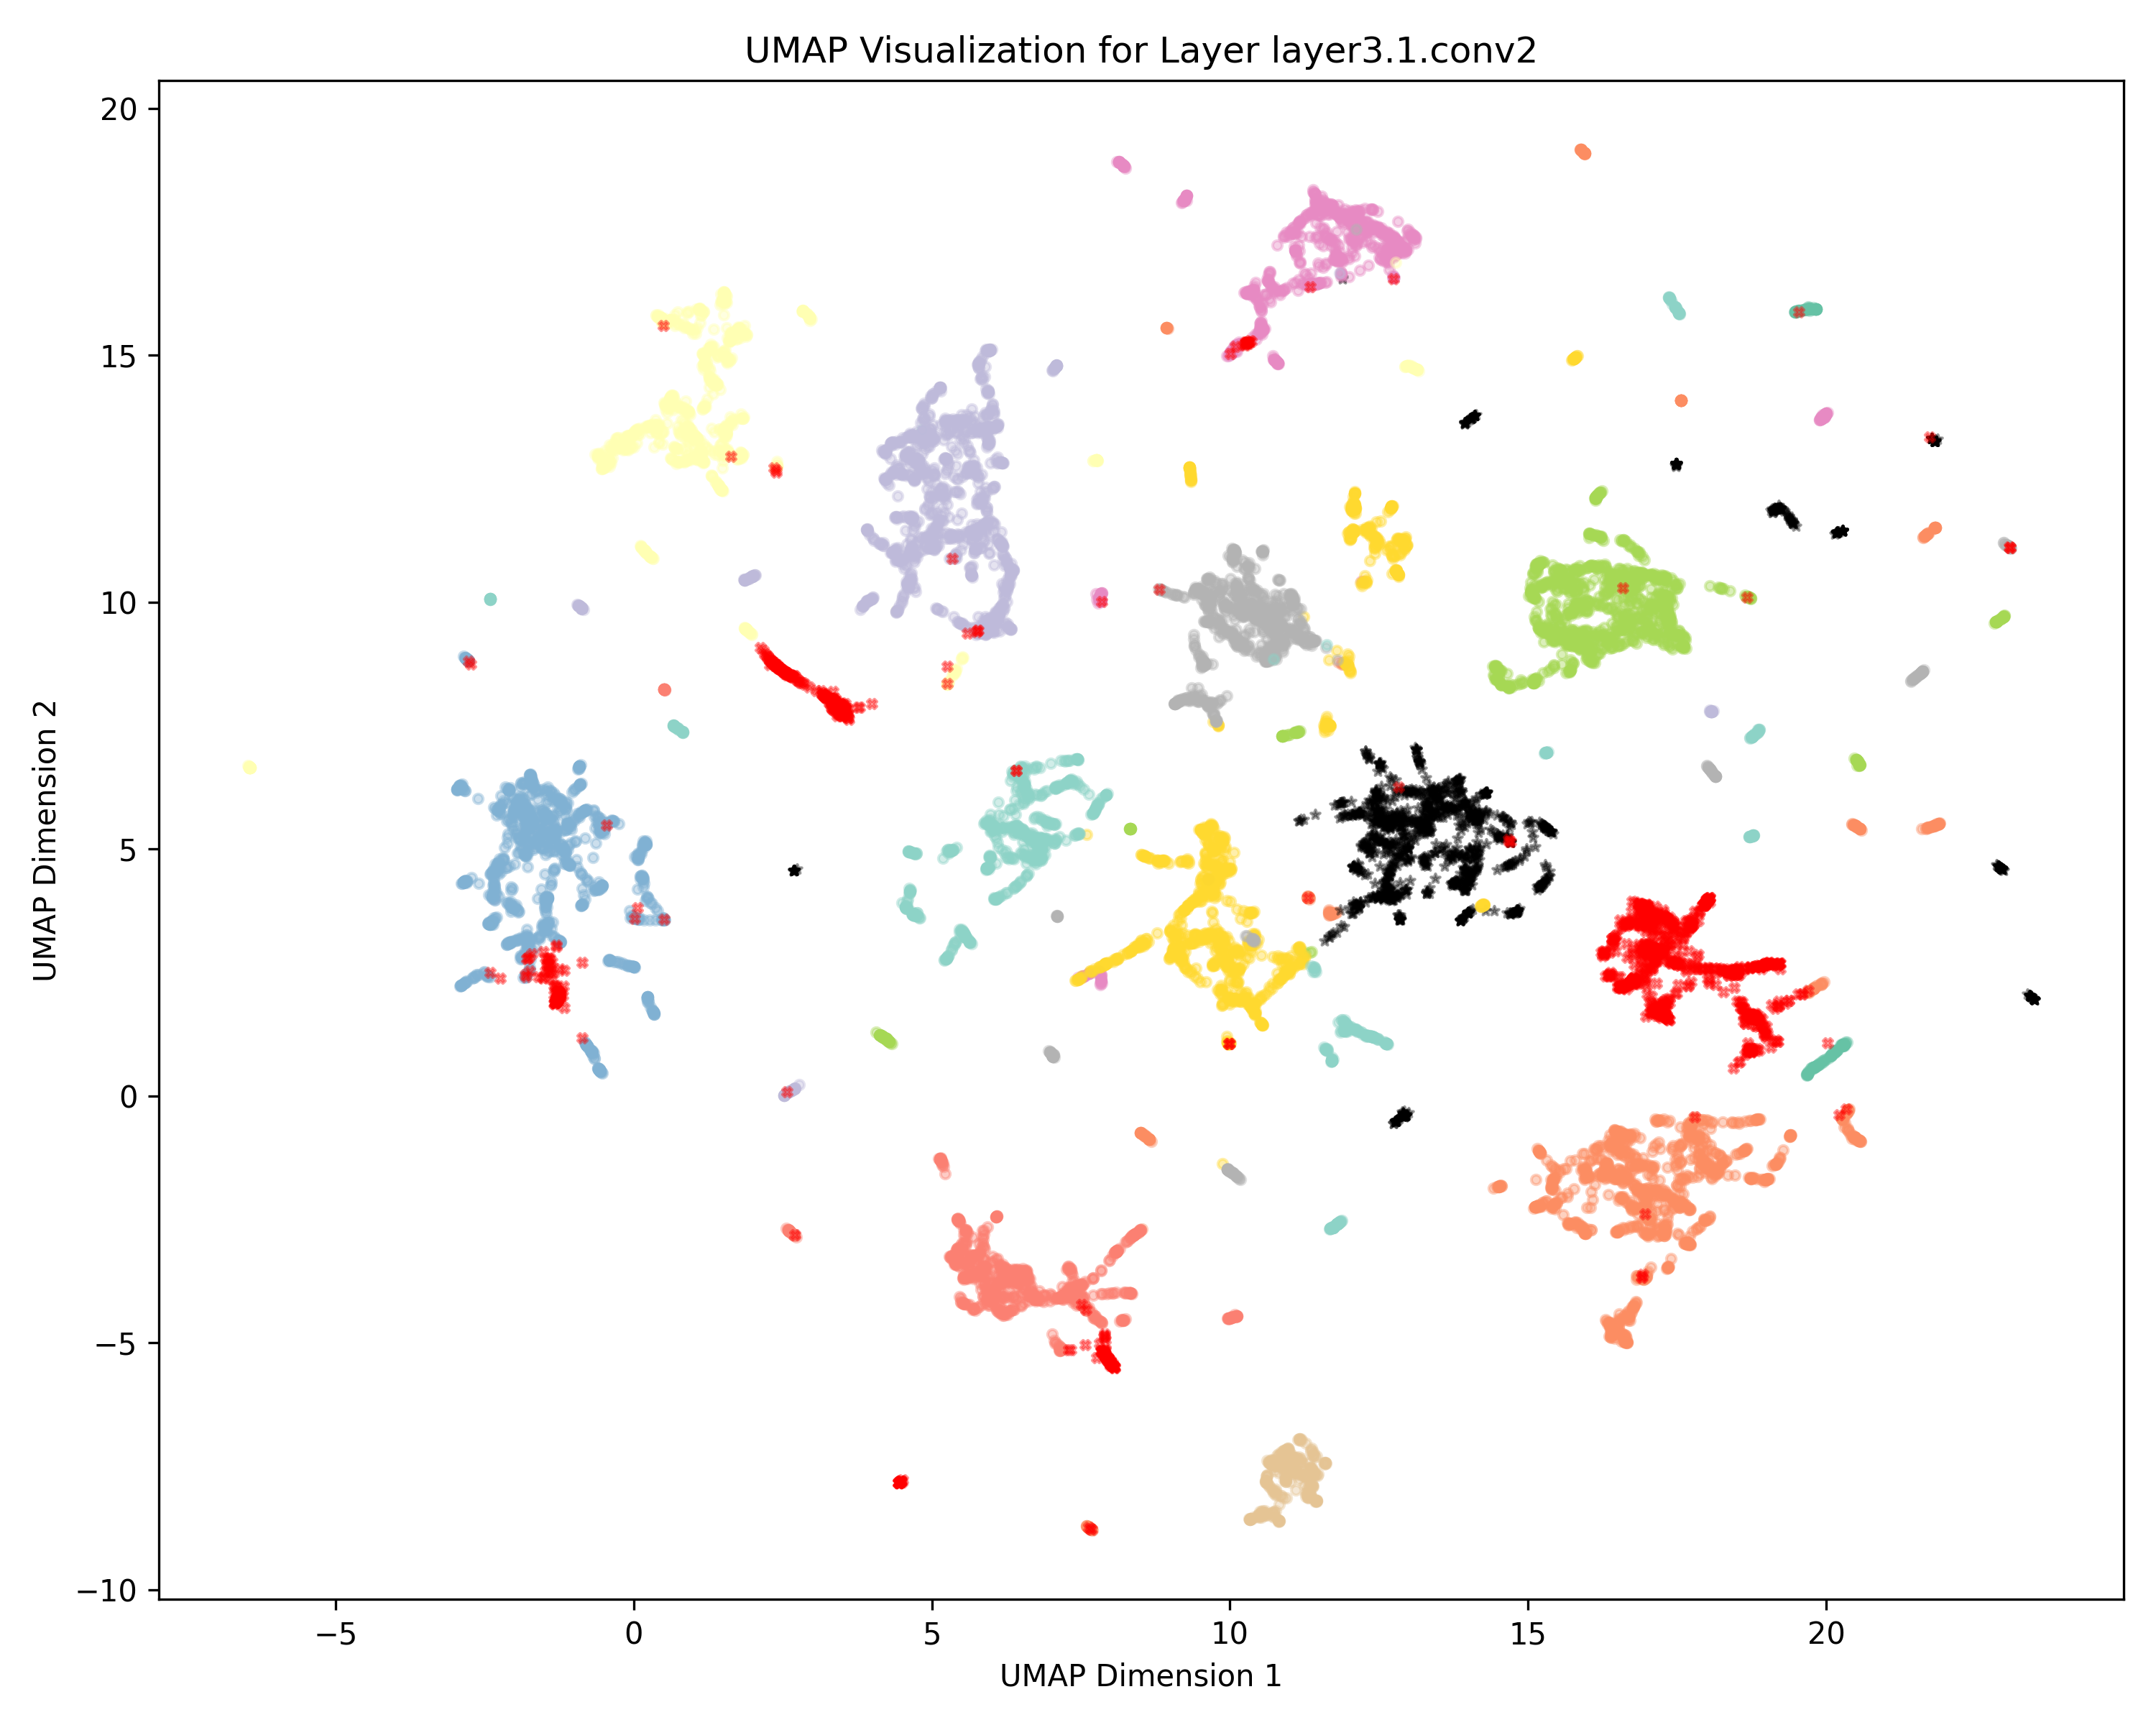 UMAP Visualization for Layer layer3.1.conv2
20
15
10
5
0
−5
−10
UMAP Dimension 2
−5 0 5 10 15 20
UMAP Dimension 1